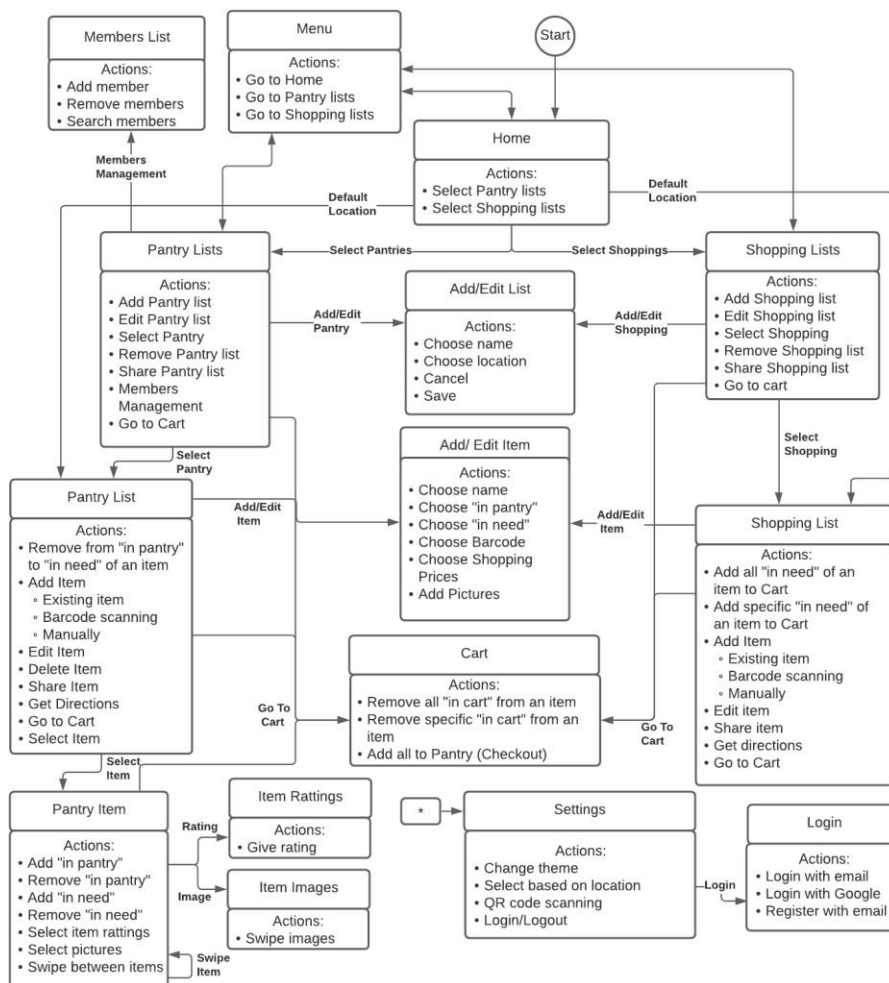 Members List
Actions:
• Add member
• Remove members
• Search members
Menu
Actions:
• Go to Home
• Go to Pantry lists
• Go to Shopping lists
Start
Members
Management
Home
Actions:
• Select Pantry lists
• Select Shopping lists
Default
Location
Default
Location
Select Pantries
Select Shoppings
Pantry Lists
Actions:
• Add Pantry list
• Edit Pantry list
• Select Pantry
• Remove Pantry list
• Share Pantry list
• Members
Management
• Go to Cart
Add/Edit
Pantry
Add/Edit List
Actions:
• Choose name
• Choose location
• Cancel
• Save
Add/Edit
Shopping
Shopping Lists
Actions:
• Add Shopping list
• Edit Shopping list
• Select Shopping
• Remove Shopping list
• Share Shopping list
• Go to cart
Select
Pantry
Select
Shopping
Pantry List
Actions:
• Remove from "in pantry"
to "in need" of an item
• Add Item
◦ Existing item
◦ Barcode scanning
◦ Manually
• Edit Item
• Delete Item
• Share Item
• Get Directions
• Go to Cart
• Select Item
Add/Edit
Item
Add/ Edit Item
Actions:
• Choose name
• Choose "in pantry"
• Choose "in need"
• Choose Barcode
• Choose Shopping
Prices
• Add Pictures
Add/Edit
Item
Shopping List
Actions:
• Add all "in need" of an
item to Cart
• Add specific "in need" of
an item to Cart
• Add Item
◦ Existing item
◦ Barcode scanning
◦ Manually
• Edit item
• Share item
• Get directions
• Go to Cart
Go To
Cart
Cart
Actions:
• Remove all "in cart" from an item
• Remove specific "in cart" from an
item
• Add all to Pantry (Checkout)
Go To
Cart
Select
Item
Pantry Item
Actions:
• Add "in pantry"
• Remove "in pantry"
• Add "in need"
• Remove "in need"
• Select item rattings
• Select pictures
• Swipe between items
Swipe
Item
Rating
Image
Item Rattings
Actions:
• Give rating
Item Images
Actions:
• Swipe images
*
Settings
Actions:
• Change theme
• Select based on location
• QR code scanning
• Login/Logout
Login
Login
Actions:
• Login with email
• Login with Google
• Register with email